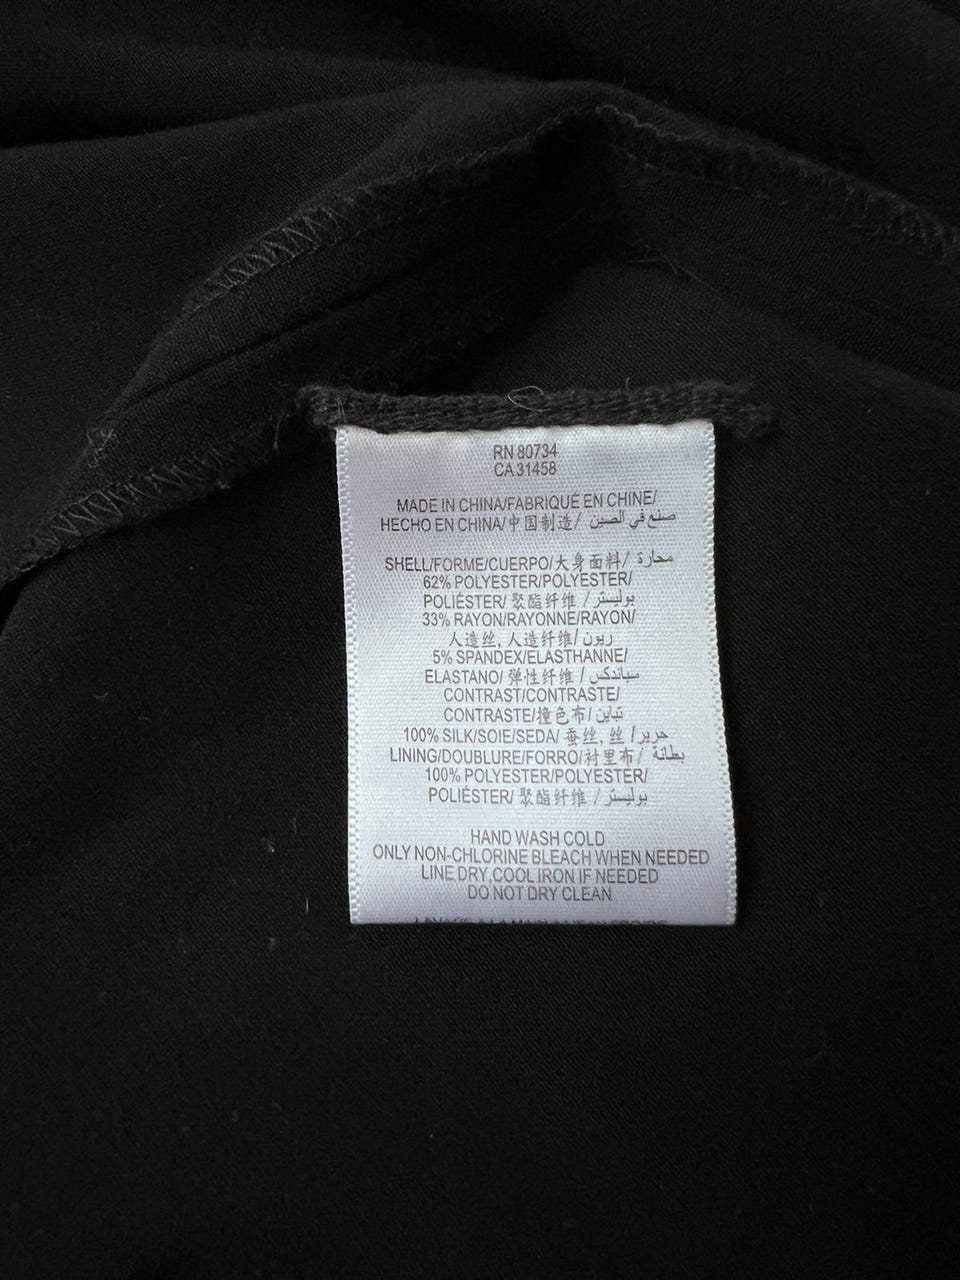 RN 80734
CA 31458
MADE IN CHINA/FABRIQUÉ EN CHINE/
HECHO EN CHINA/中国制造/ صنع في الصين
SHELL/FORME/CUERPO/大身面料/ محارة
62% POLYESTER/POLYESTER/
POLIÉSTER/ 聚酯纤维 / بوليستر
33% RAYON/RAYONNE/RAYON/
人造丝, 人造纤维/ ريون
5% SPANDEX/ELASTHANNE/
ELASTANO/ 弹性纤维 / سباندكس
CONTRAST/CONTRASTE/
CONTRASTE/撞色布/ تباين
100% SILK/SOIE/SEDA/ 蚕丝, 丝 / حرير
LINING/DOUBLURE/FORRO/衬里布/ بطانة
100% POLYESTER/POLYESTER/
POLIÉSTER/ 聚酯纤维 / بوليستر
HAND WASH COLD
ONLY NON-CHLORINE BLEACH WHEN NEEDED
LINE DRY,COOL IRON IF NEEDED
DO NOT DRY CLEAN